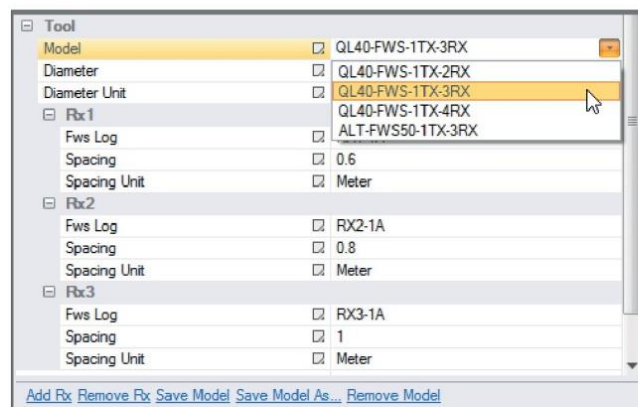 Tool
Model QL40-FWS-1TX-3RX
Diameter QL40-FWS-1TX-2RX
Diameter Unit QL40-FWS-1TX-3RX
Rx1 QL40-FWS-1TX-4RX
Fws Log ALT-FWS50-1TX-3RX
Spacing 0.6
Spacing Unit Meter
Rx2
Fws Log RX2-1A
Spacing 0.8
Spacing Unit Meter
Rx3
Fws Log RX3-1A
Spacing 1
Spacing Unit Meter
Add Rx Remove Rx Save Model Save Model As... Remove Model